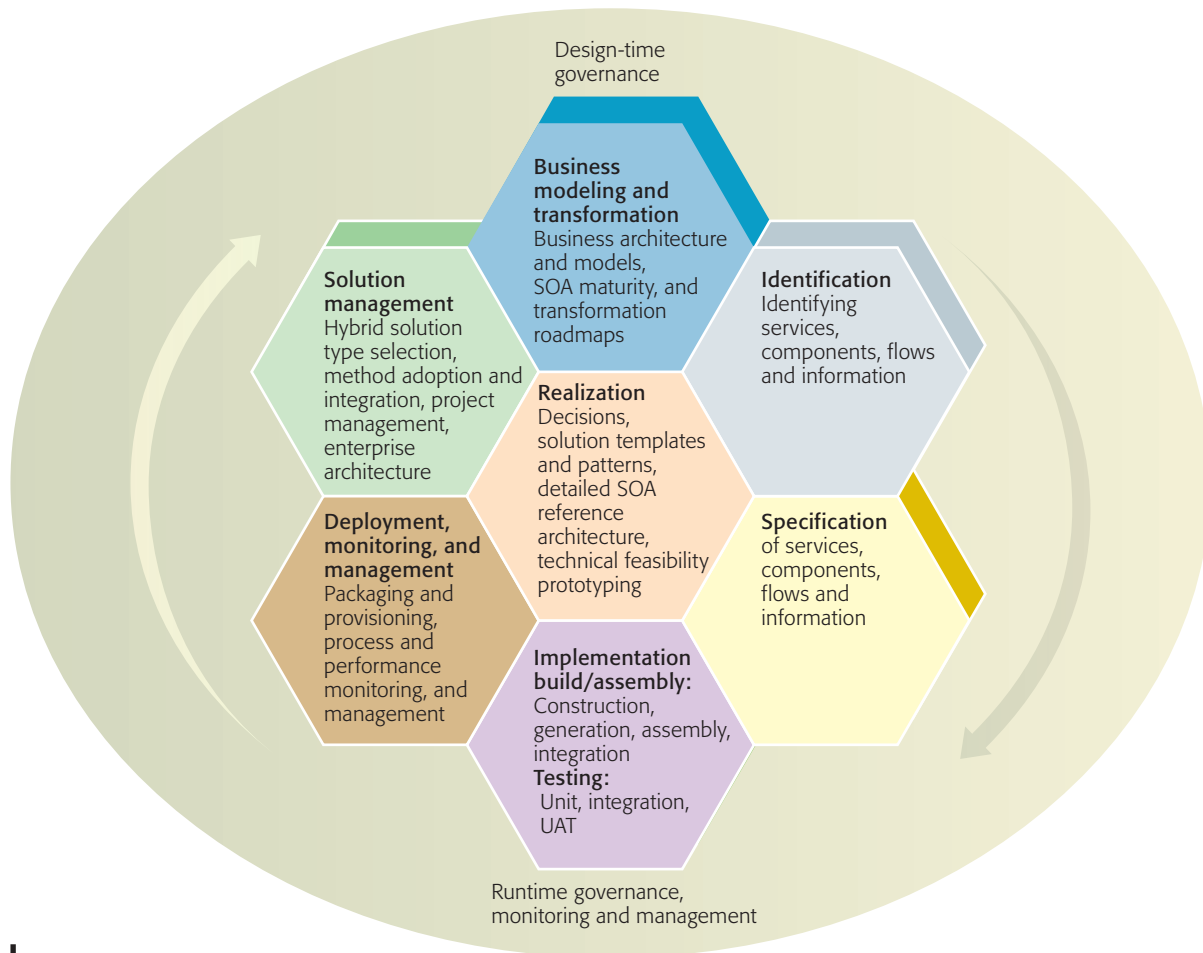 Design-time
governance
Business
modeling and
transformation
Business architecture
and models,
SOA maturity, and
transformation
roadmaps
Solution
management
Hybrid solution
type selection,
method adoption and
integration, project
management,
enterprise
architecture
Identification
Identifying
services,
components, flows
and information
Realization
Decisions,
solution templates
and patterns,
detailed SOA
reference
architecture,
technical feasibility
prototyping
Deployment,
monitoring, and
management
Packaging and
provisioning,
process and
performance
monitoring, and
management
Specification
of services,
components,
flows and
information
Implementation
build/assembly:
Construction,
generation, assembly,
integration
Testing:
Unit, integration,
UAT
Runtime governance,
monitoring and management